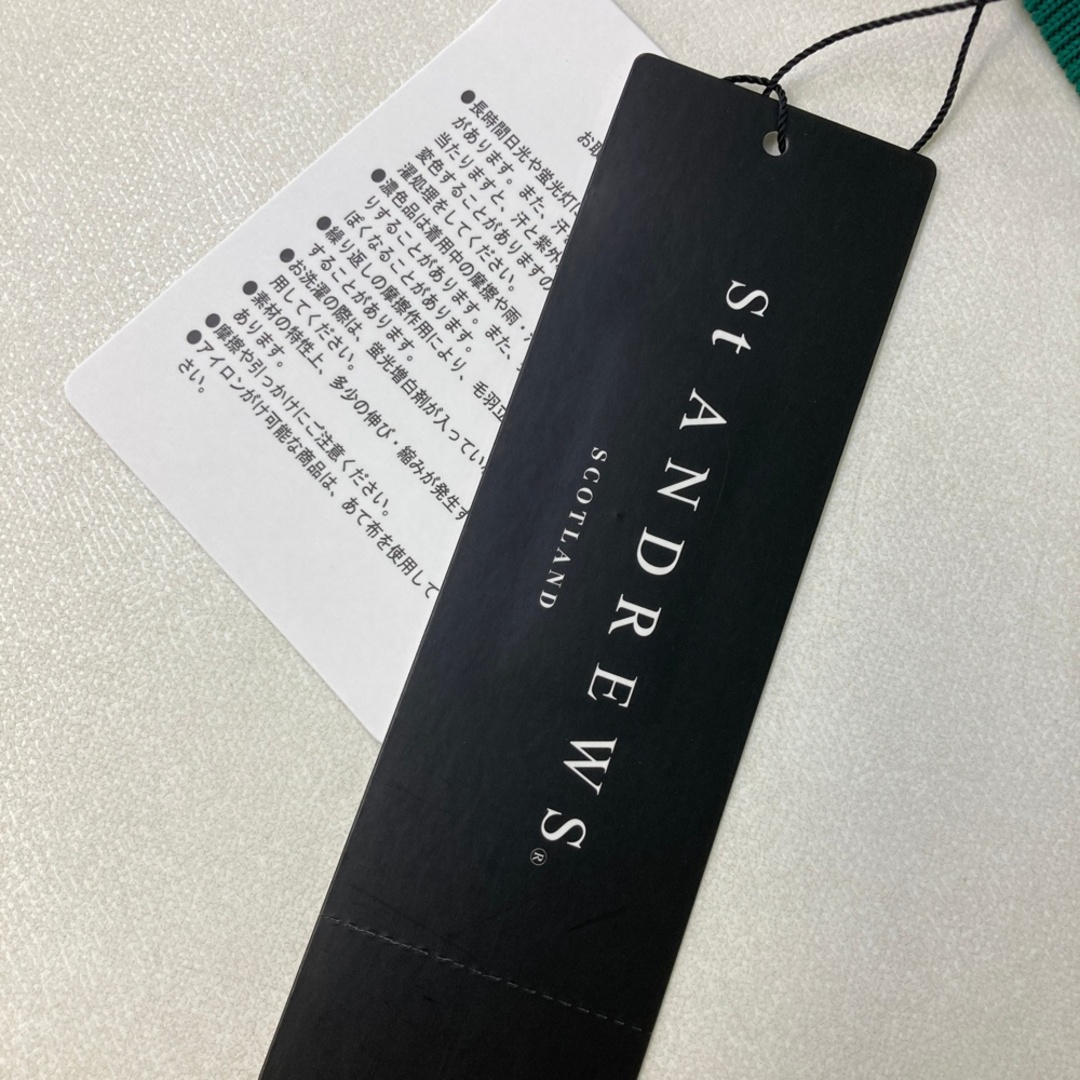 St ANDREWS®
SCOTLAND
お取
●長時間日光や蛍光灯に
があります。また、汗
当たりますと、汗と紫外
変色することがありますの
濯処理をしてください。
●濃色品は着用中の摩擦や雨・
りすることがあります。また、
ぽくなることがあります。
●繰り返しの摩擦作用により、毛羽立
することがあります。
●お洗濯の際は、蛍光増白剤が入ってい
用してください。
●素材の特性上、多少の伸び・縮みが発生す
あります。
●摩擦や引っかけにご注意ください。
●アイロンがけ可能な商品は、あて布を使用して
さい。